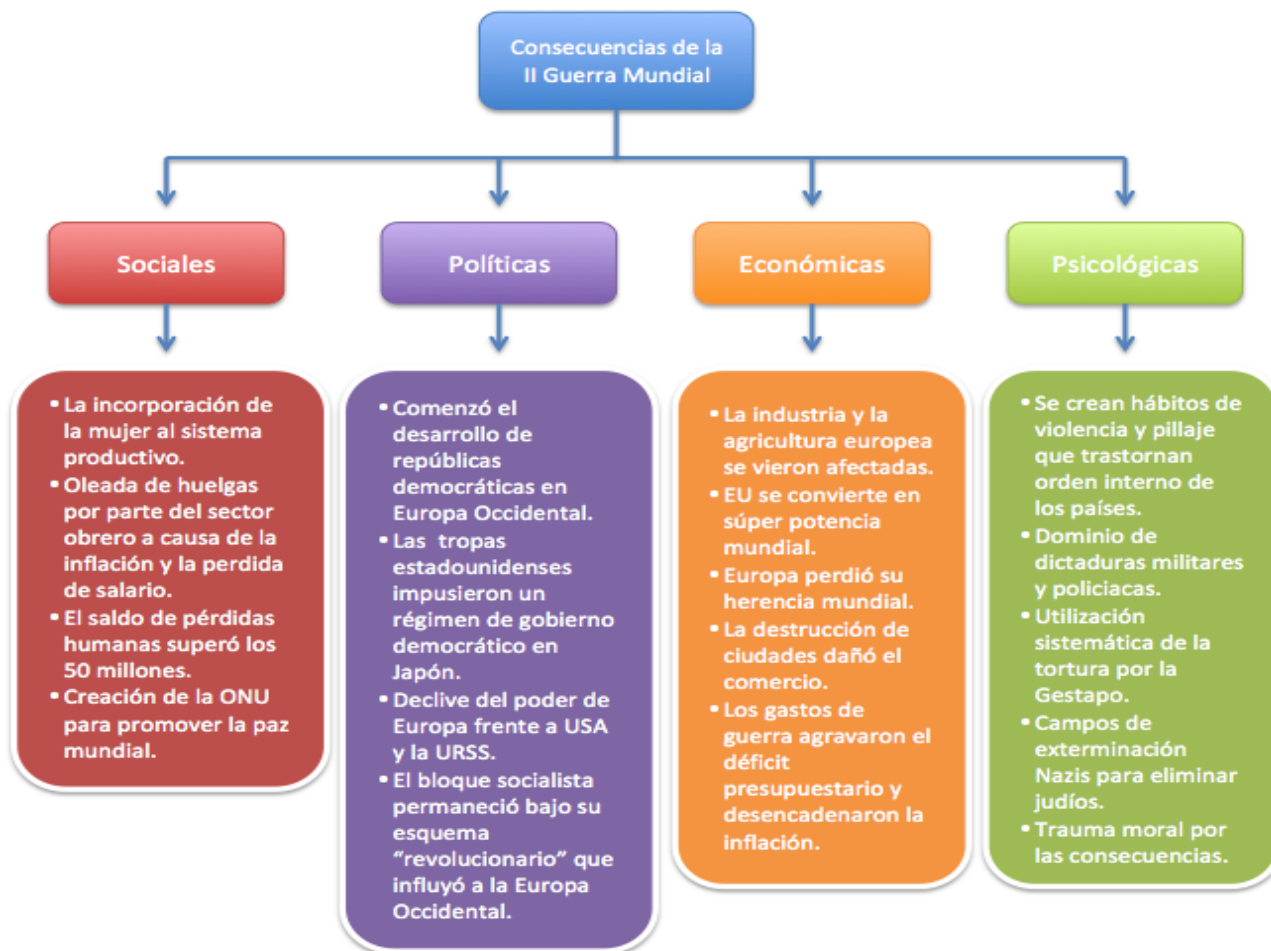 Consecuencias de la
II Guerra Mundial
Sociales
Políticas
Económicas
Psicológicas
• La incorporación de
la mujer al sistema
productivo.
• Oleada de huelgas
por parte del sector
obrero a causa de la
inflación y la perdida
de salario.
• El saldo de pérdidas
humanas superó los
50 millones.
• Creación de la ONU
para promover la paz
mundial.
• Comenzó el
desarrollo de
repúblicas
democráticas en
Europa Occidental.
• Las tropas
estadounidenses
impusieron un
régimen de gobierno
democrático en
Japón.
• Declive del poder de
Europa frente a USA
y la URSS.
• El bloque socialista
permaneció bajo su
esquema
“revolucionario” que
influyó a la Europa
Occidental.
• La industria y la
agricultura europea
se vieron afectadas.
• EU se convierte en
súper potencia
mundial.
• Europa perdió su
herencia mundial.
• La destrucción de
ciudades dañó el
comercio.
• Los gastos de
guerra agravaron el
déficit
presupuestario y
desencadenaron la
inflación.
• Se crean hábitos de
violencia y pillaje
que trastornan
orden interno de
los países.
• Dominio de
dictaduras militares
y policiacas.
• Utilización
sistemática de la
tortura por la
Gestapo.
• Campos de
exterminación
Nazis para eliminar
judíos.
• Trauma moral por
las consecuencias.